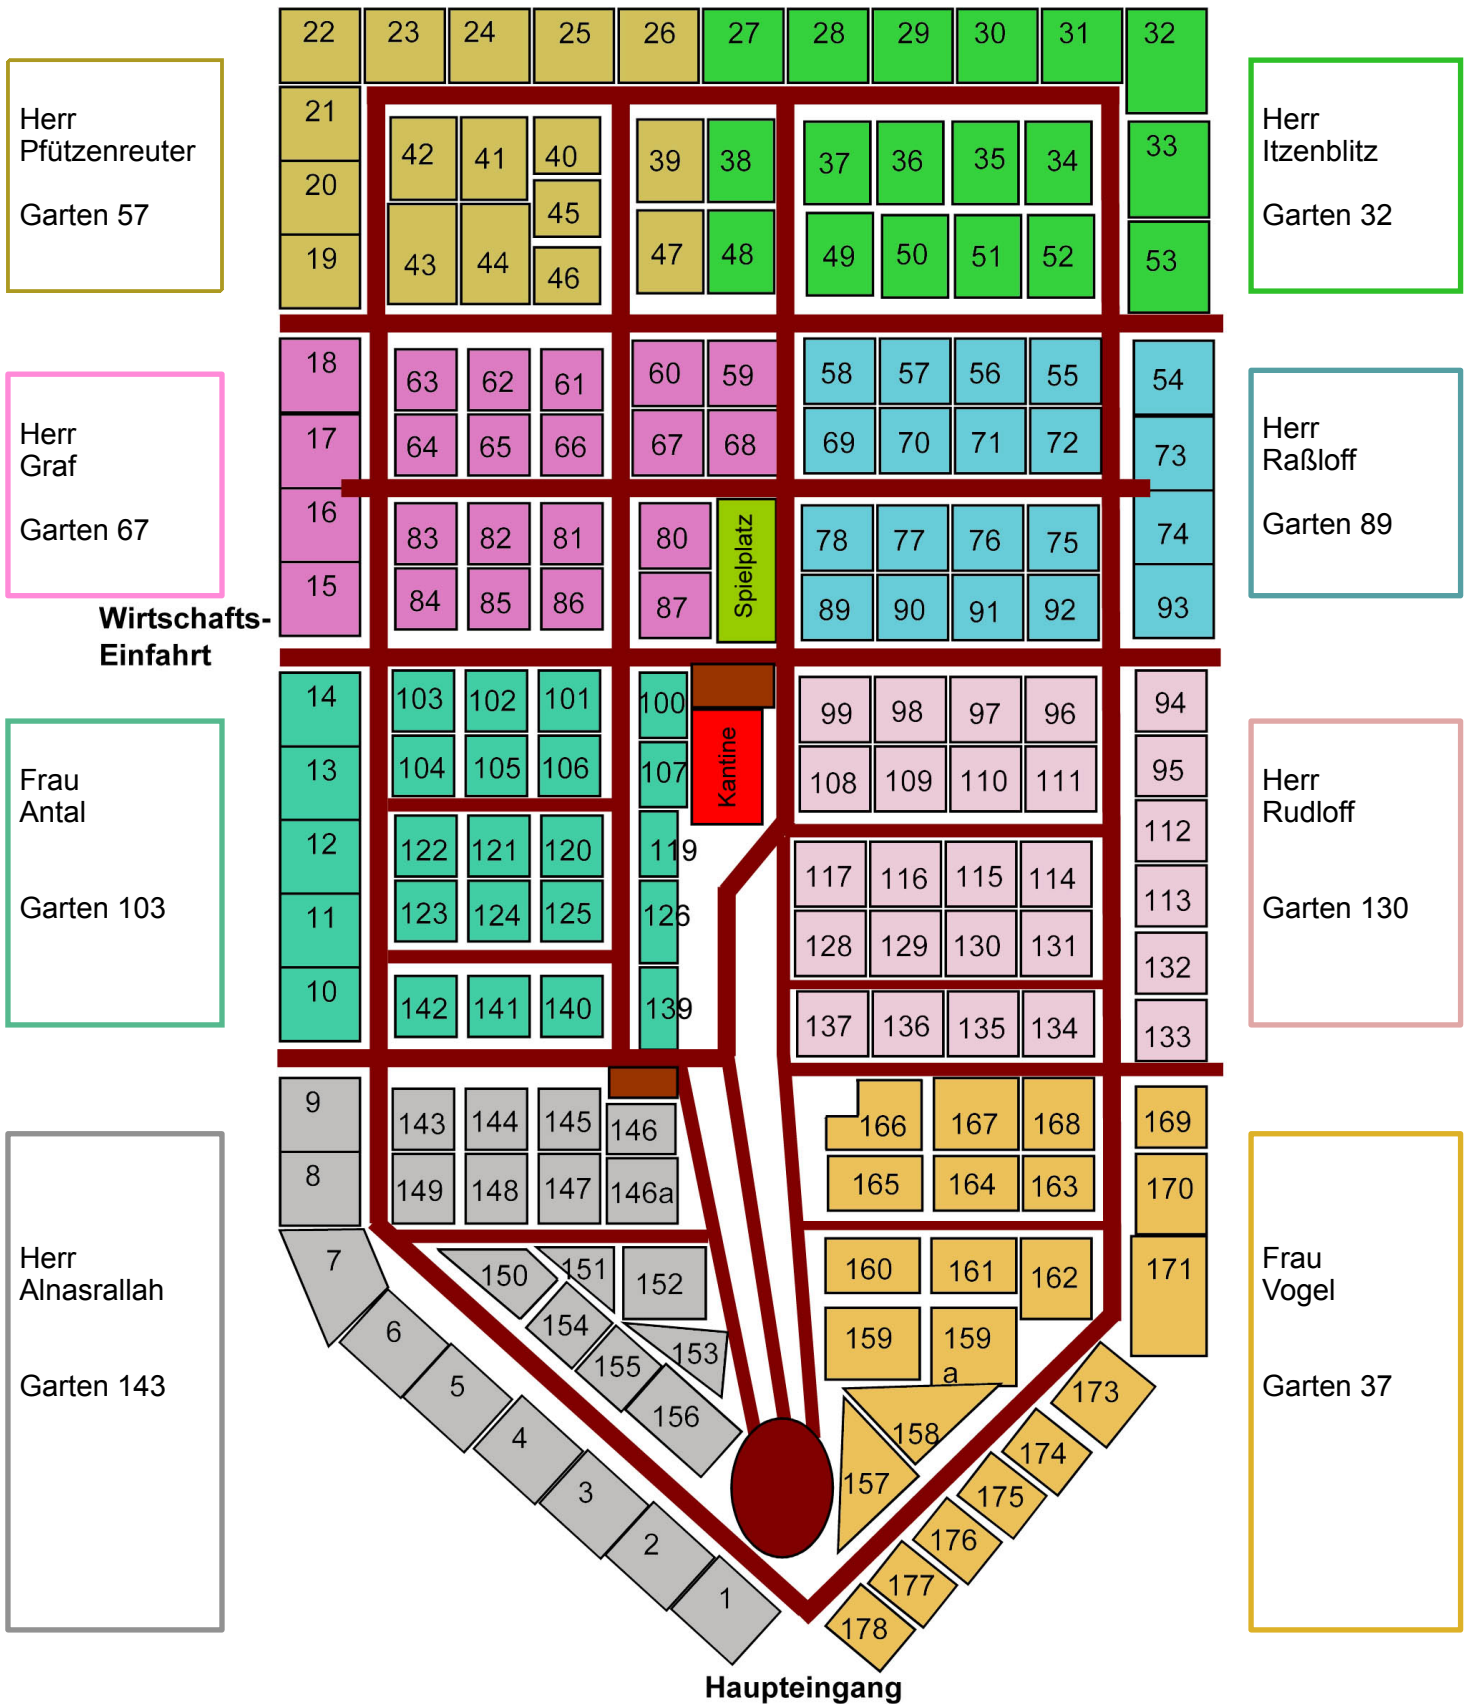 22 23 24 25 26 27 28 29 30 31 32
21
20
19
42 41 40
45
43 44 46
39 38
47 48
37 36 35 34
49 50 51 52
33
53
Herr
Pfützenreuter
Garten 57
Herr
Itzenblitz
Garten 32
18
17
16
15
63 62 61
64 65 66
60 59
67 68
58 57 56 55
69 70 71 72
54
73
74
93
83 82 81
84 85 86
80
87
Spielplatz
78 77 76 75
89 90 91 92
Herr
Graf
Garten 67
Herr
Raßloff
Garten 89
Wirtschafts-
Einfahrt
14
13
12
11
10
103 102 101
104 105 106
122 121 120
123 124 125
142 141 140
100
107
119
126
139
Kantine
99 98 97 96
108 109 110 111
117 116 115 114
128 129 130 131
137 136 135 134
94
95
112
113
132
133
Frau
Antal
Garten 103
Herr
Rudloff
Garten 130
9
8
7
6
5
4
3
2
1
143 144 145 146
149 148 147 146a
150 151 152
154 153
155
156
166 167 168
165 164 163
160 161 162
159 159
a
158
157
169
170
171
173
174
175
176
177
178
Herr
Alnasrallah
Garten 143
Frau
Vogel
Garten 37
Haupteingang